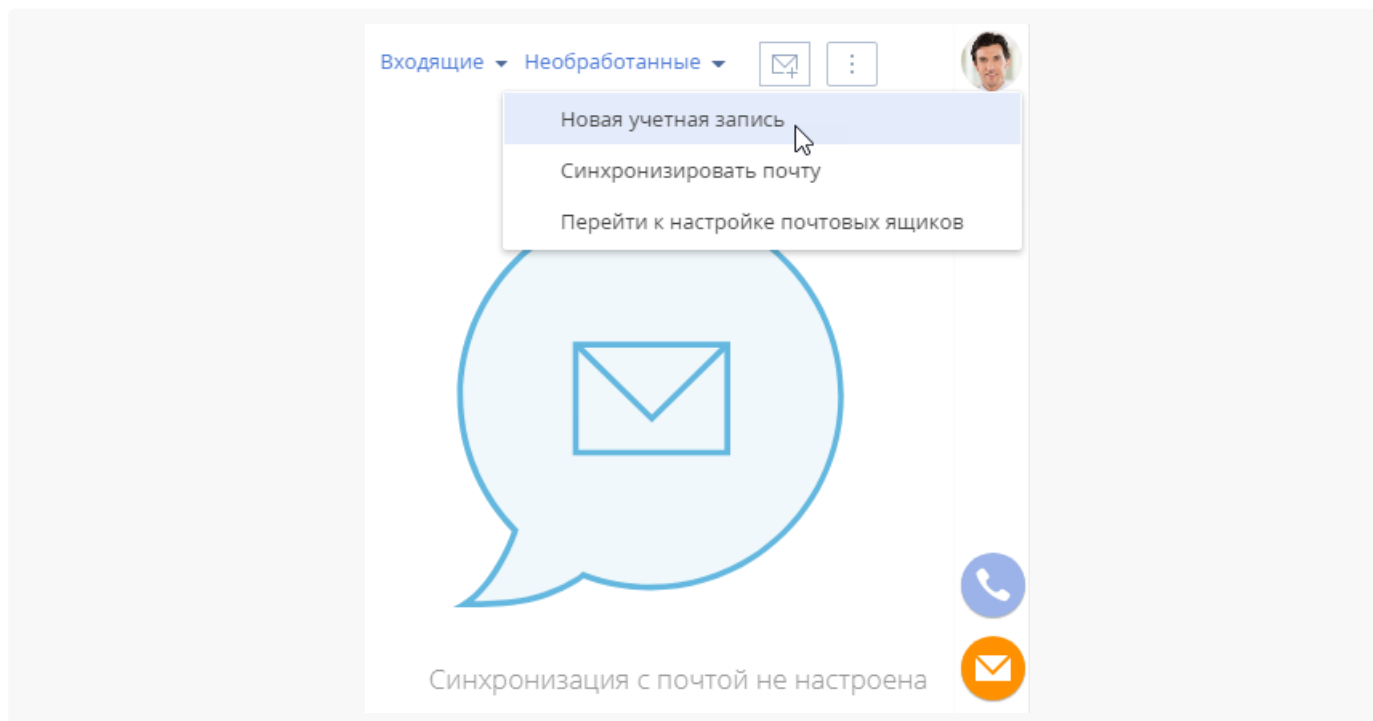 Входящие Необработанные
Новая учетная запись
Синхронизировать почту
Перейти к настройке почтовых ящиков
Синхронизация с почтой не настроена